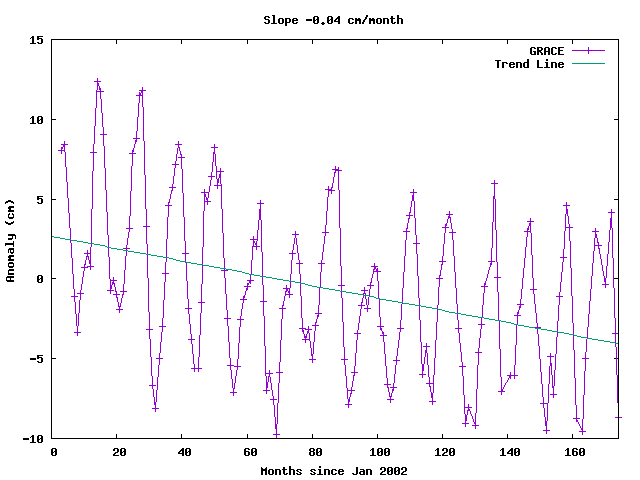 Slope -0.04 cm/month
GRACE
Trend Line
15
10
5
0
-5
-10
Anomaly (cm)
0 20 40 60 80 100 120 140 160
Months since Jan 2002